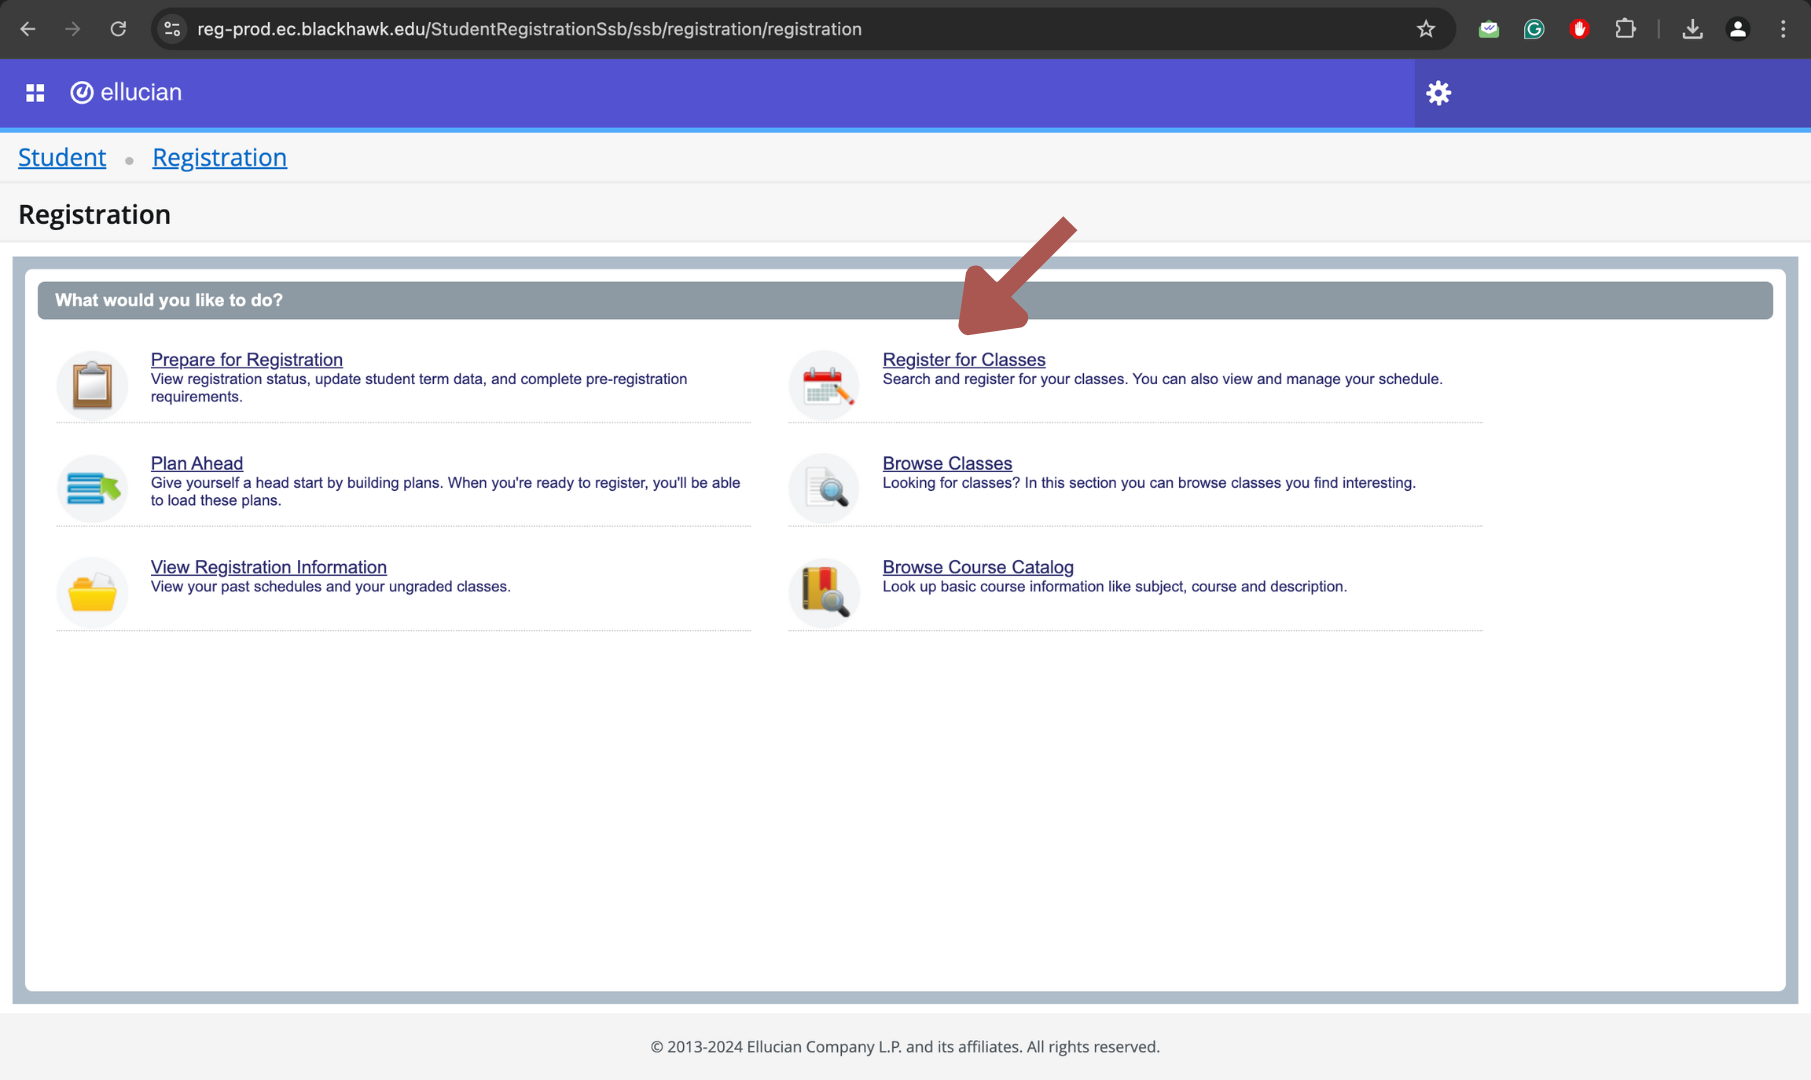 reg-prod.ec.blackhawk.edu/StudentRegistrationSsb/ssb/registration/registration
ellucian
Student • Registration
Registration
What would you like to do?
Prepare for Registration
View registration status, update student term data, and complete pre-registration
requirements.
Register for Classes
Search and register for your classes. You can also view and manage your schedule.
Plan Ahead
Give yourself a head start by building plans. When you're ready to register, you'll be able
to load these plans.
Browse Classes
Looking for classes? In this section you can browse classes you find interesting.
View Registration Information
View your past schedules and your ungraded classes.
Browse Course Catalog
Look up basic course information like subject, course and description.
© 2013-2024 Ellucian Company L.P. and its affiliates. All rights reserved.